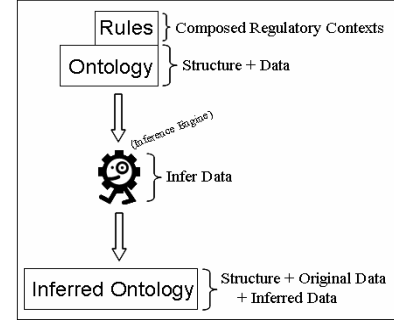 Rules
Composed Regulatory Contexts
Ontology
Structure + Data
(Inference Engine)
Infer Data
Inferred Ontology
Structure + Original Data
+ Inferred Data